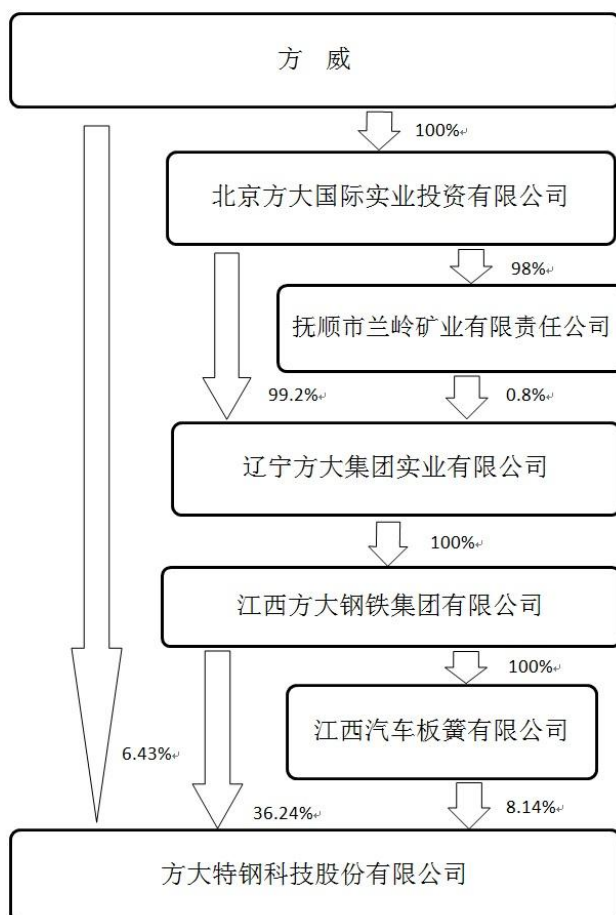 方 威
100%
北京方大国际实业投资有限公司
98%
抚顺市兰岭矿业有限责任公司
99.2%
0.8%
辽宁方大集团实业有限公司
100%
江西方大钢铁集团有限公司
100%
江西汽车板簧有限公司
6.43%
36.24%
8.14%
方大特钢科技股份有限公司